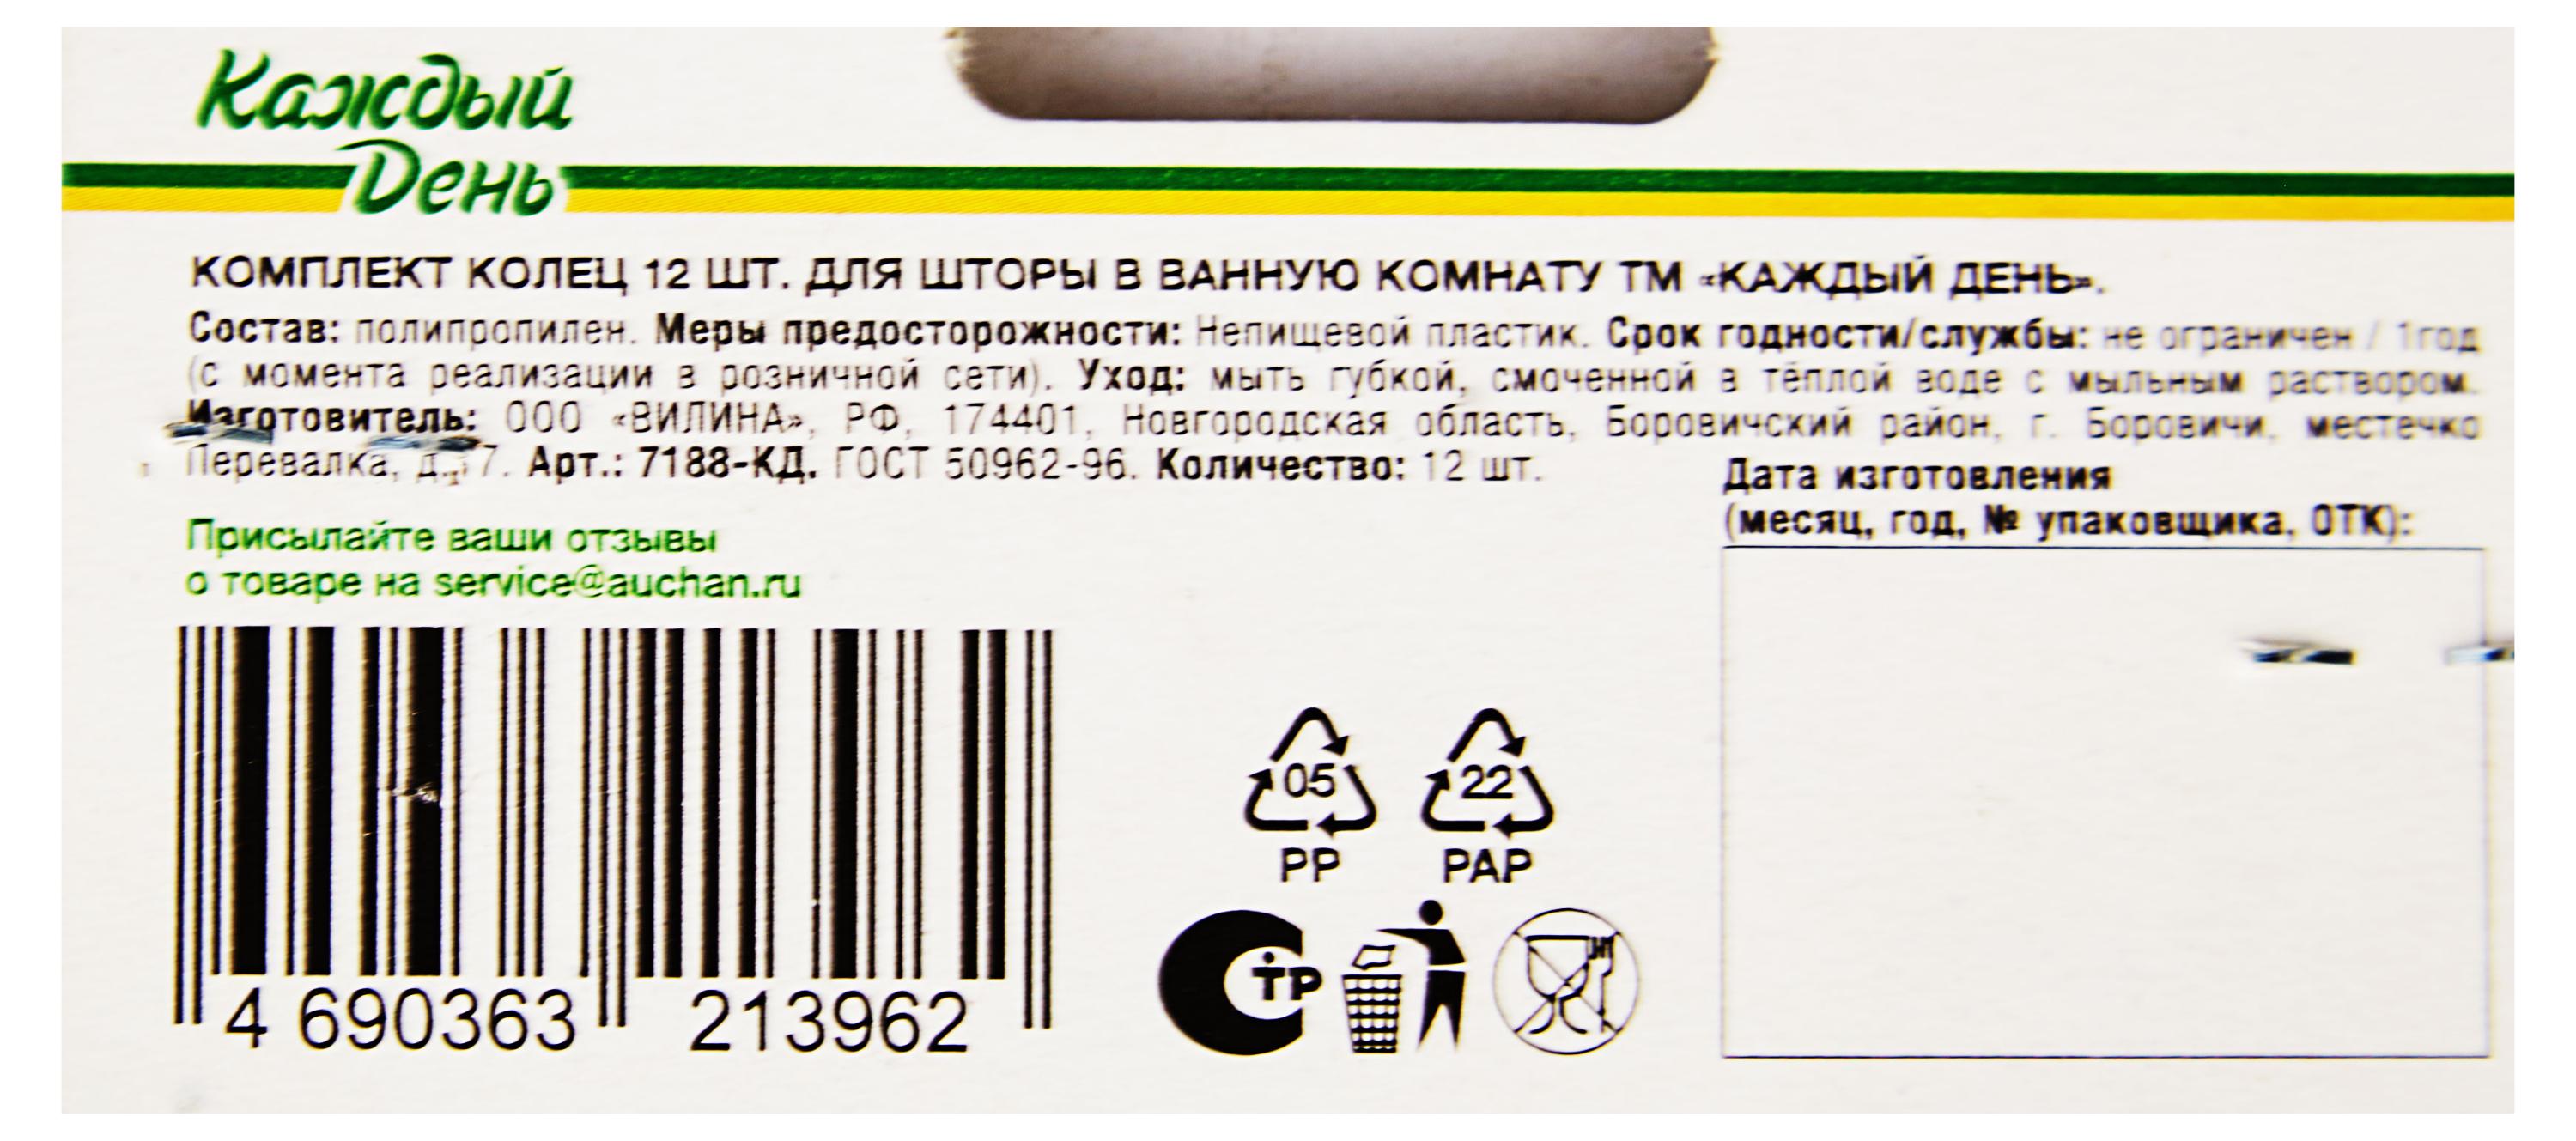 Каждый
День
КОМПЛЕКТ КОЛЕЦ 12 ШТ. ДЛЯ ШТОРЫ В ВАННУЮ КОМНАТУ ТМ «КАЖДЫЙ ДЕНЬ».
Состав: полипропилен. Меры предосторожности: Непищевой пластик. Срок годности/службы: не ограничен / 1год
(с момента реализации в розничной сети). Уход: мыть губкой, смоченной в тёплой воде с мыльным раствором.
Изготовитель: ООО «ВИЛИНА», РФ, 174401, Новгородская область, Боровичский район, г. Боровичи, местечко
Перевалка, Арт.: 7188-КД. ГОСТ 50962-96. Количество: 12 шт.
Дата изготовления
(месяц, год, № упаковщика, ОТК):
Присылайте ваши отзывы
о товаре на service@auchan.ru
05 22
PP PAP
СТР
4 690363 213962